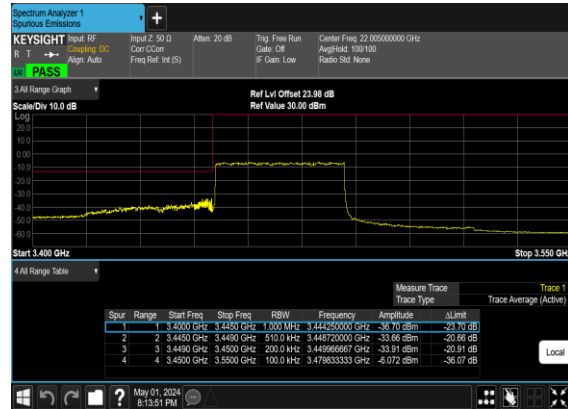 Spectrum Analyzer 1
Spurious Emissions
+
KEYSIGHT Input: RF Input Z: 50 Ω Atten: 20 dB Trig: Free Run Center Freq: 22.005000000 GHz
R T Coupling: DC Corr CCorr Gate: Off Avg|Hold: 100/100
Align: Auto Freq Ref: Int (S) IF Gain: Low Radio Std: None
LW PASS
3 All Range Graph
Ref Lvl Offset 23.98 dB
Scale/Div 10.0 dB Ref Value 30.00 dBm
Log
20.0
10.0
0.00
-10.0
-20.0
-30.0
-40.0
-50.0
-60.0
Start 3.400 GHz Stop 3.550 GHz
4 All Range Table
Measure Trace Trace 1
Trace Type Trace Average (Active)
Spur Range Start Freq Stop Freq RBW Frequency Amplitude ΔLimit
1 1 3.4000 GHz 3.4450 GHz 1.000 MHz 3.444250000 GHz -36.70 dBm -23.70 dB
2 2 3.4450 GHz 3.4490 GHz 510.0 kHz 3.448720000 GHz -33.66 dBm -20.66 dB
3 3 3.4490 GHz 3.4500 GHz 200.0 kHz 3.449966667 GHz -33.91 dBm -20.91 dB
4 4 3.4500 GHz 3.5500 GHz 100.0 kHz 3.479833333 GHz -6.072 dBm -36.07 dB
Local
? May 01, 2024
8:13:51 PM